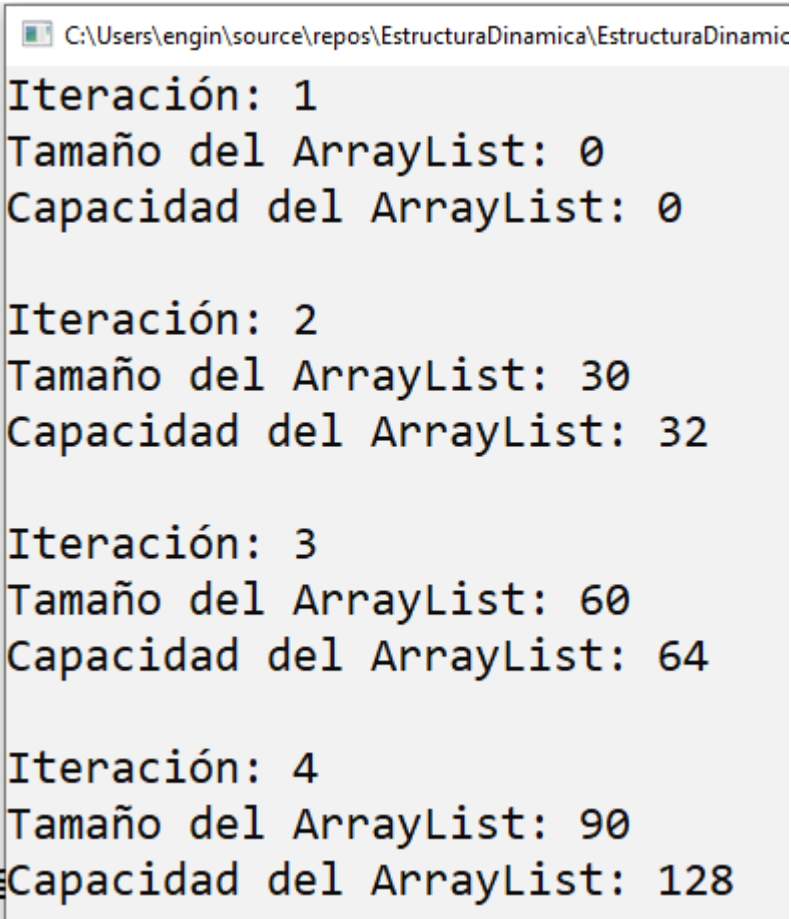 C:\Users\engin\source\repos\EstructuraDinamica\EstructuraDinamic
Iteración: 1
Tamaño del ArrayList: 0
Capacidad del ArrayList: 0
Iteración: 2
Tamaño del ArrayList: 30
Capacidad del ArrayList: 32
Iteración: 3
Tamaño del ArrayList: 60
Capacidad del ArrayList: 64
Iteración: 4
Tamaño del ArrayList: 90
Capacidad del ArrayList: 128